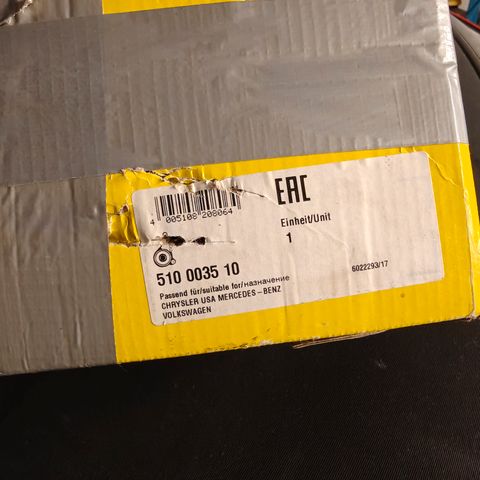 EAC
4 005108 208064
Einheit/Unit
1
510 0035 10
6022293/17
Passend für/suitable for/назначение
CHRYSLER USA MERCEDES-BENZ
VOLKSWAGEN